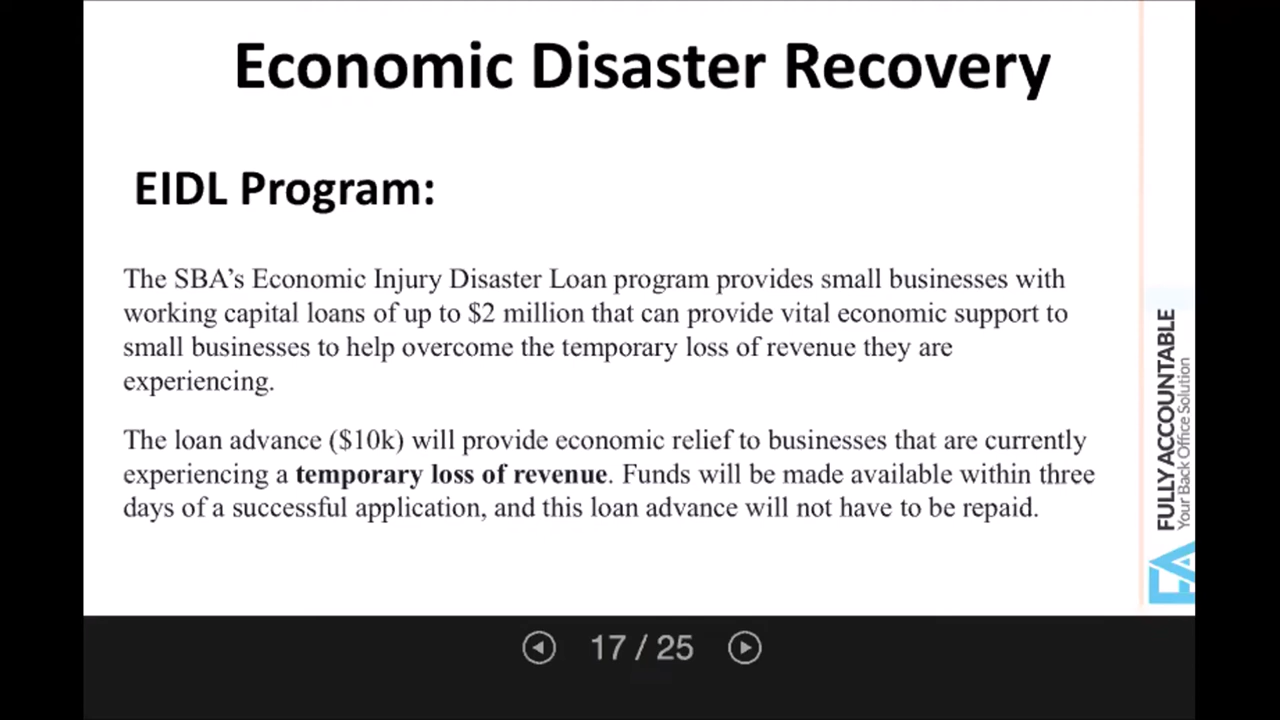 Economic Disaster Recovery
EIDL Program:
The SBA’s Economic Injury Disaster Loan program provides small businesses with
working capital loans of up to $2 million that can provide vital economic support to
small businesses to help overcome the temporary loss of revenue they are
experiencing.
The loan advance ($10k) will provide economic relief to businesses that are currently
experiencing a temporary loss of revenue. Funds will be made available within three
days of a successful application, and this loan advance will not have to be repaid.
FULLY ACCOUNTABLE
Your Back Office Solution
FA
17 / 25